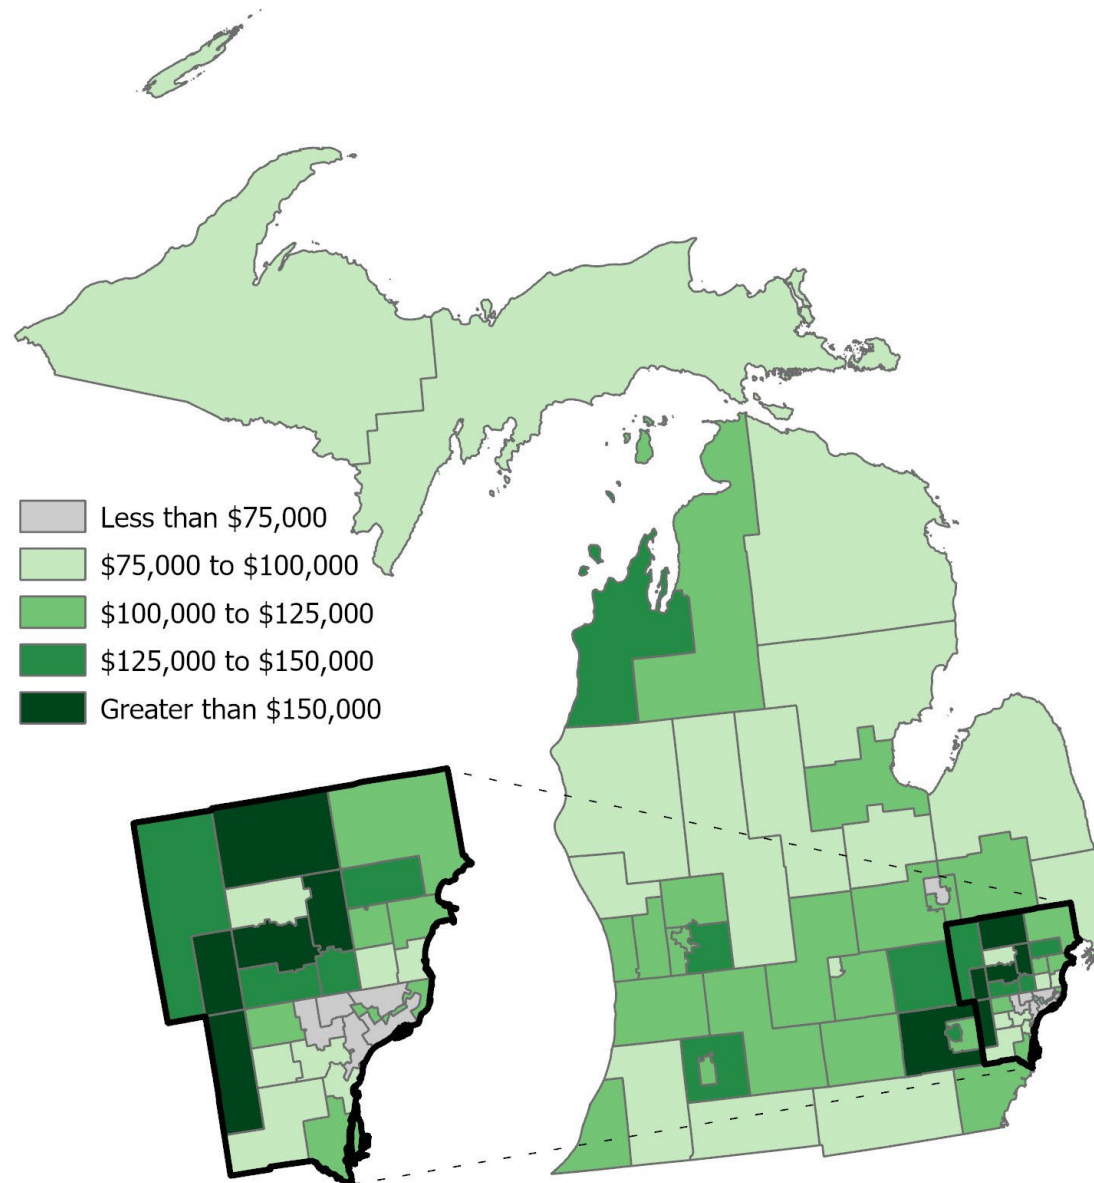 Less than $75,000
$75,000 to $100,000
$100,000 to $125,000
$125,000 to $150,000
Greater than $150,000